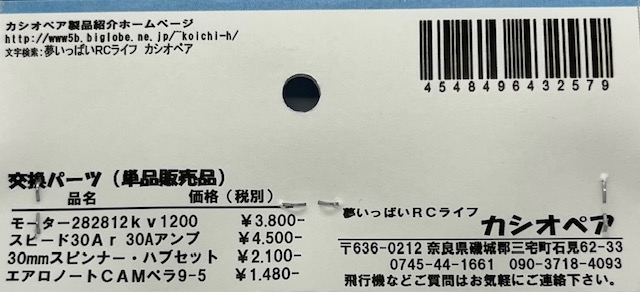 カシオペア製品紹介ホームページ
http://www5b.biglobe.ne.jp/~koichi-h/
文字検索：夢いっぱいRCライフ カシオペア
4548496432579
交換パーツ（単品販売品）
品名 価格（税別）
モーター282812kv1200 ¥3,800-
スピード30Ar 30Aアンプ ¥4,500-
30mmスピンナー・ハブセット ¥2,100-
エアロノートCAMペラ9-5 ¥1,480-
夢いっぱいRCライフ カシオペア
〒636-0212 奈良県磯城郡三宅町石見62-33
0745-44-1661 090-3718-4093
飛行機などご質問はお気軽にご連絡下さい。